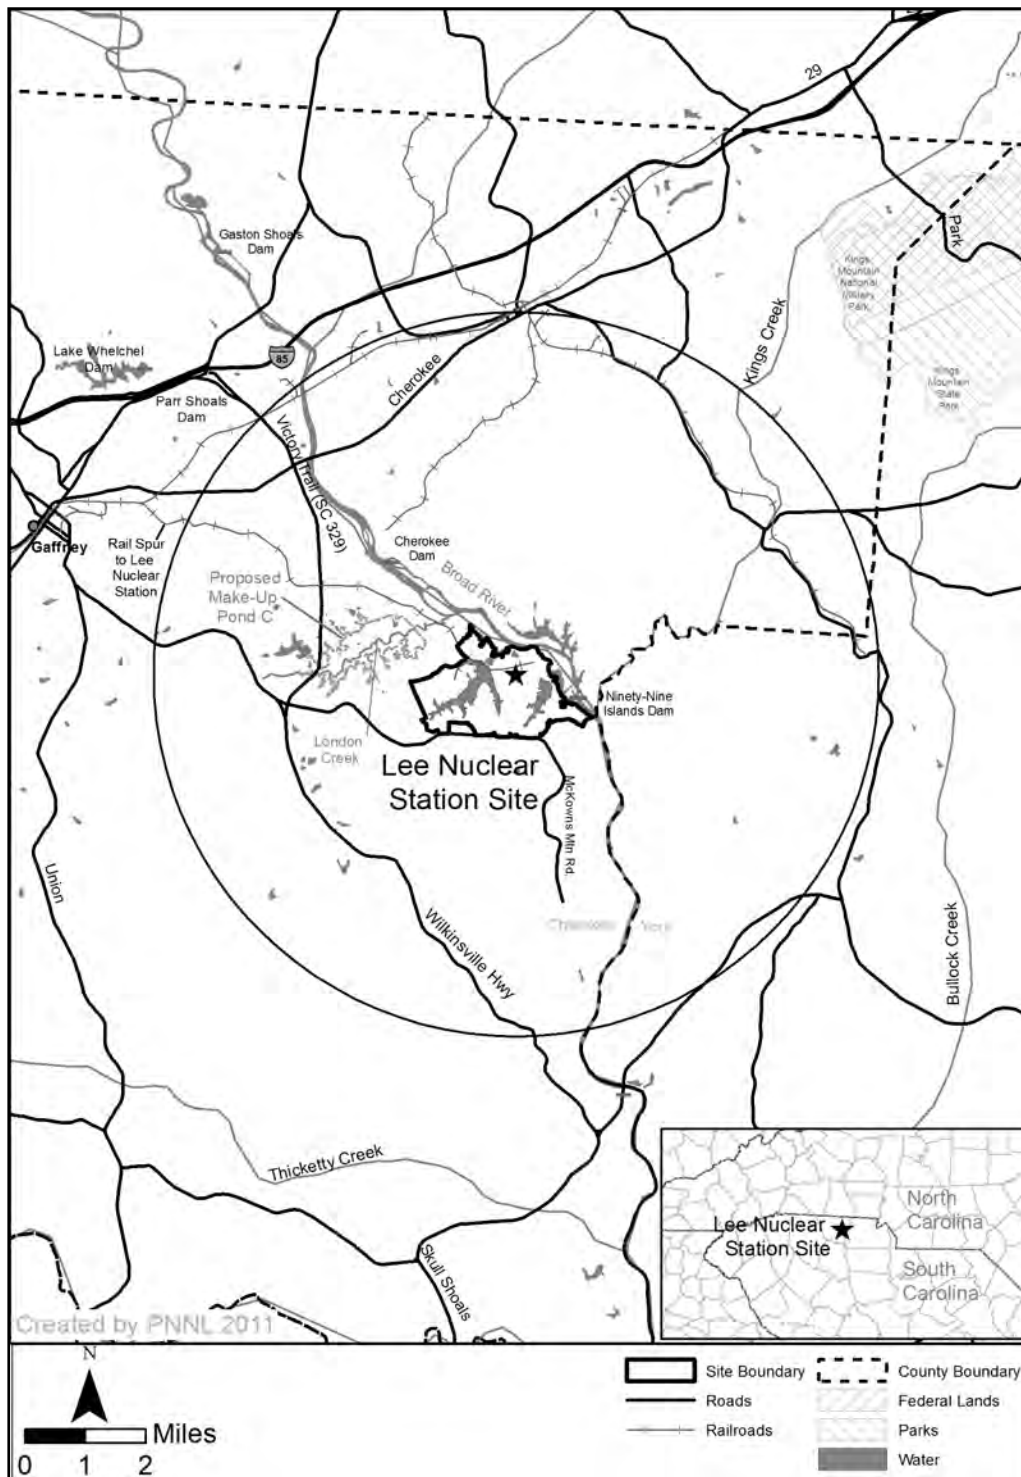 29
Park
Gaston Shoals
Dam
Kings
Mountain
National
Military
Park
Kings Creek
Lake Whelchel
Dam
85
Cherokee
Kings
Mountain
State
Park
Parr Shoals
Dam
Victory Trail (SC 329)
Gaffney
Rail Spur
to Lee
Nuclear
Station
Cherokee
Dam
Broad River
Proposed
Make-Up
Pond C
Ninety-Nine
Islands Dam
London
Creek
Lee Nuclear
Station Site
McKowns Mtn Rd.
Union
Wilkinsville Hwy
Cherokee
York
Bullock Creek
Thicketty Creek
Skull Shoals
North
Carolina
Lee Nuclear
Station Site
South
Carolina
Created by PNNL 2011
N
Miles
0 1 2
Site Boundary
Roads
Railroads
County Boundary
Federal Lands
Parks
Water